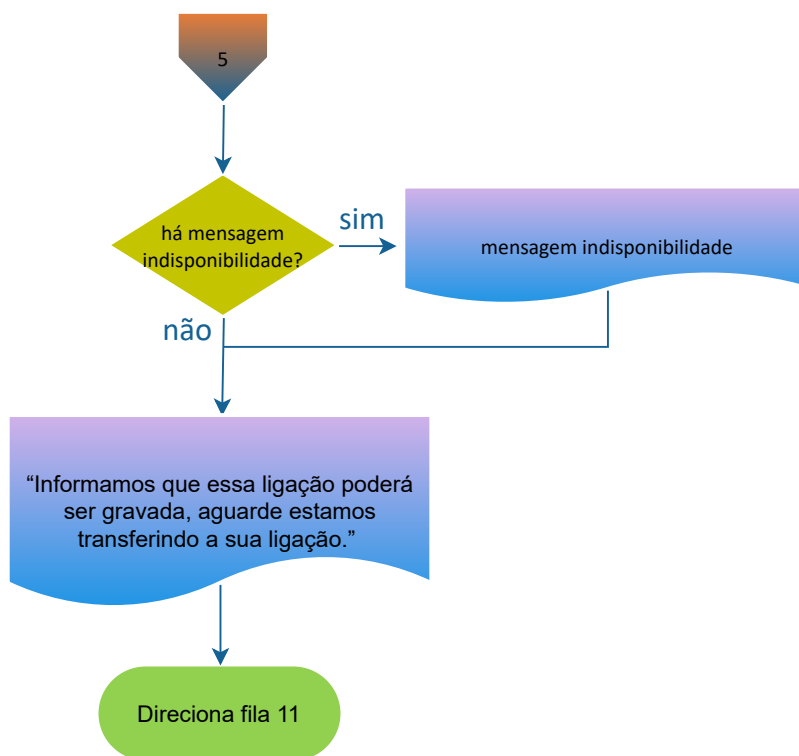 5
há mensagem
indisponibilidade?
sim
mensagem indisponibilidade
não
“Informamos que essa ligação poderá
ser gravada, aguarde estamos
transferindo a sua ligação.”
Direciona fila 11